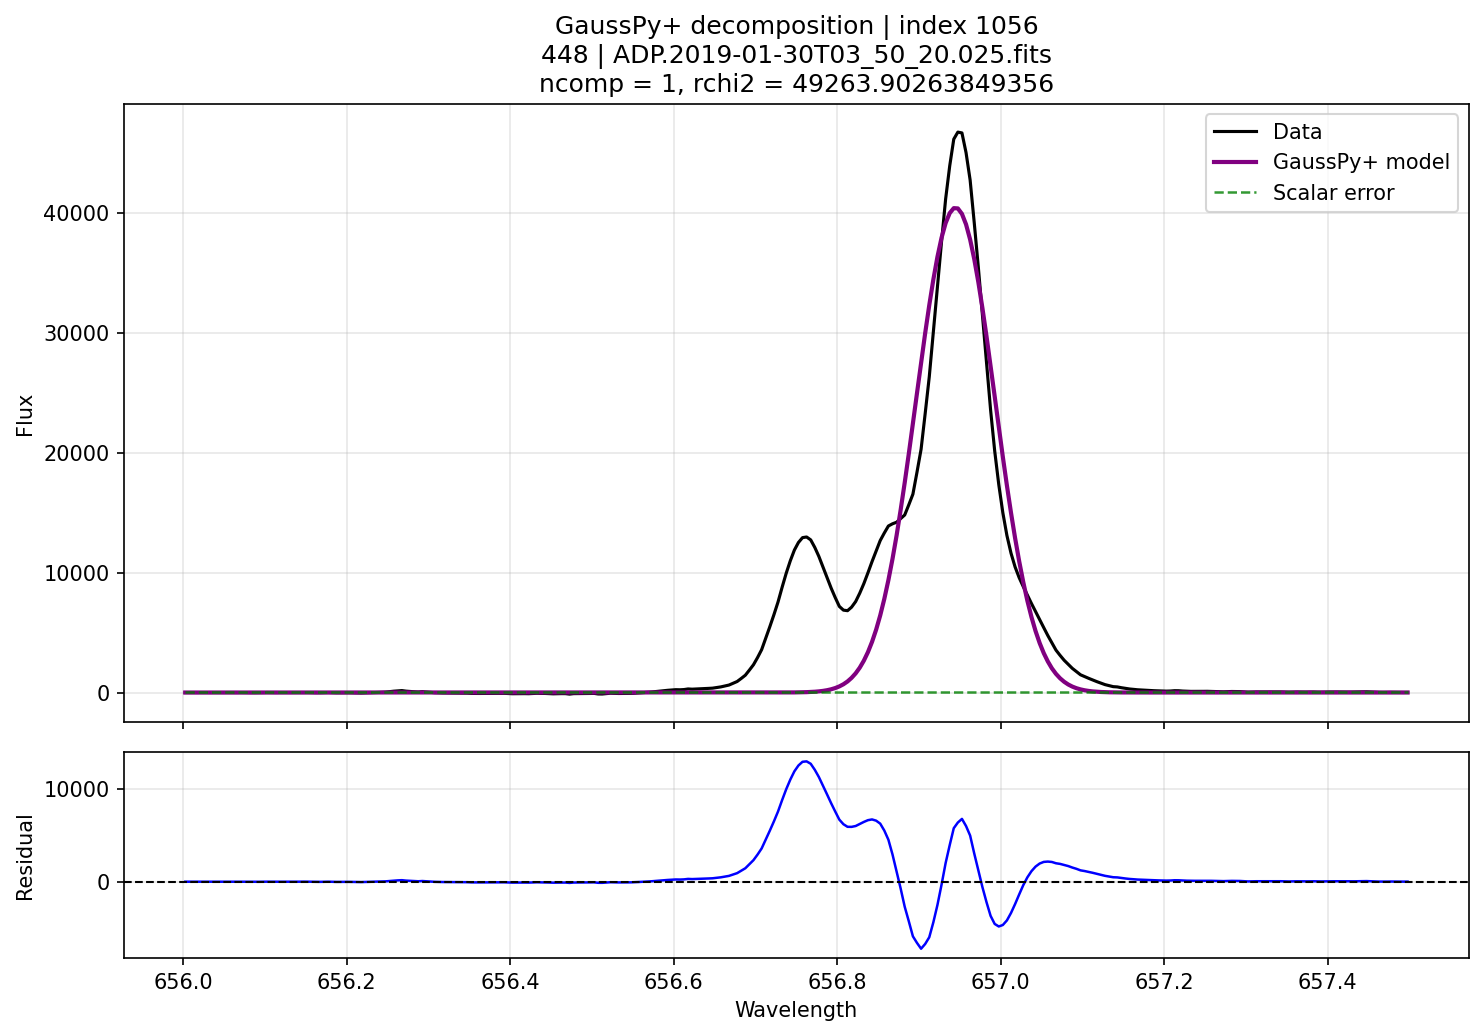 GaussPy+ decomposition | index 1056
448 | ADP.2019-01-30T03_50_20.025.fits
ncomp = 1, rchi2 = 49263.90263849356
Data
GaussPy+ model
Scalar error
Flux
40000
30000
20000
10000
0
Residual
10000
0
656.0 656.2 656.4 656.6 656.8 657.0 657.2 657.4
Wavelength